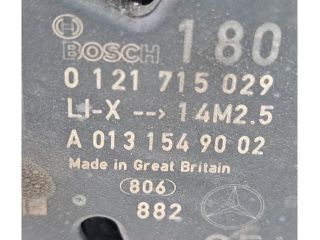 BOSCH 180
0 121 715 029
LI-X --> 14M2.5
A 013 154 90 02
Made in Great Britain
806
882